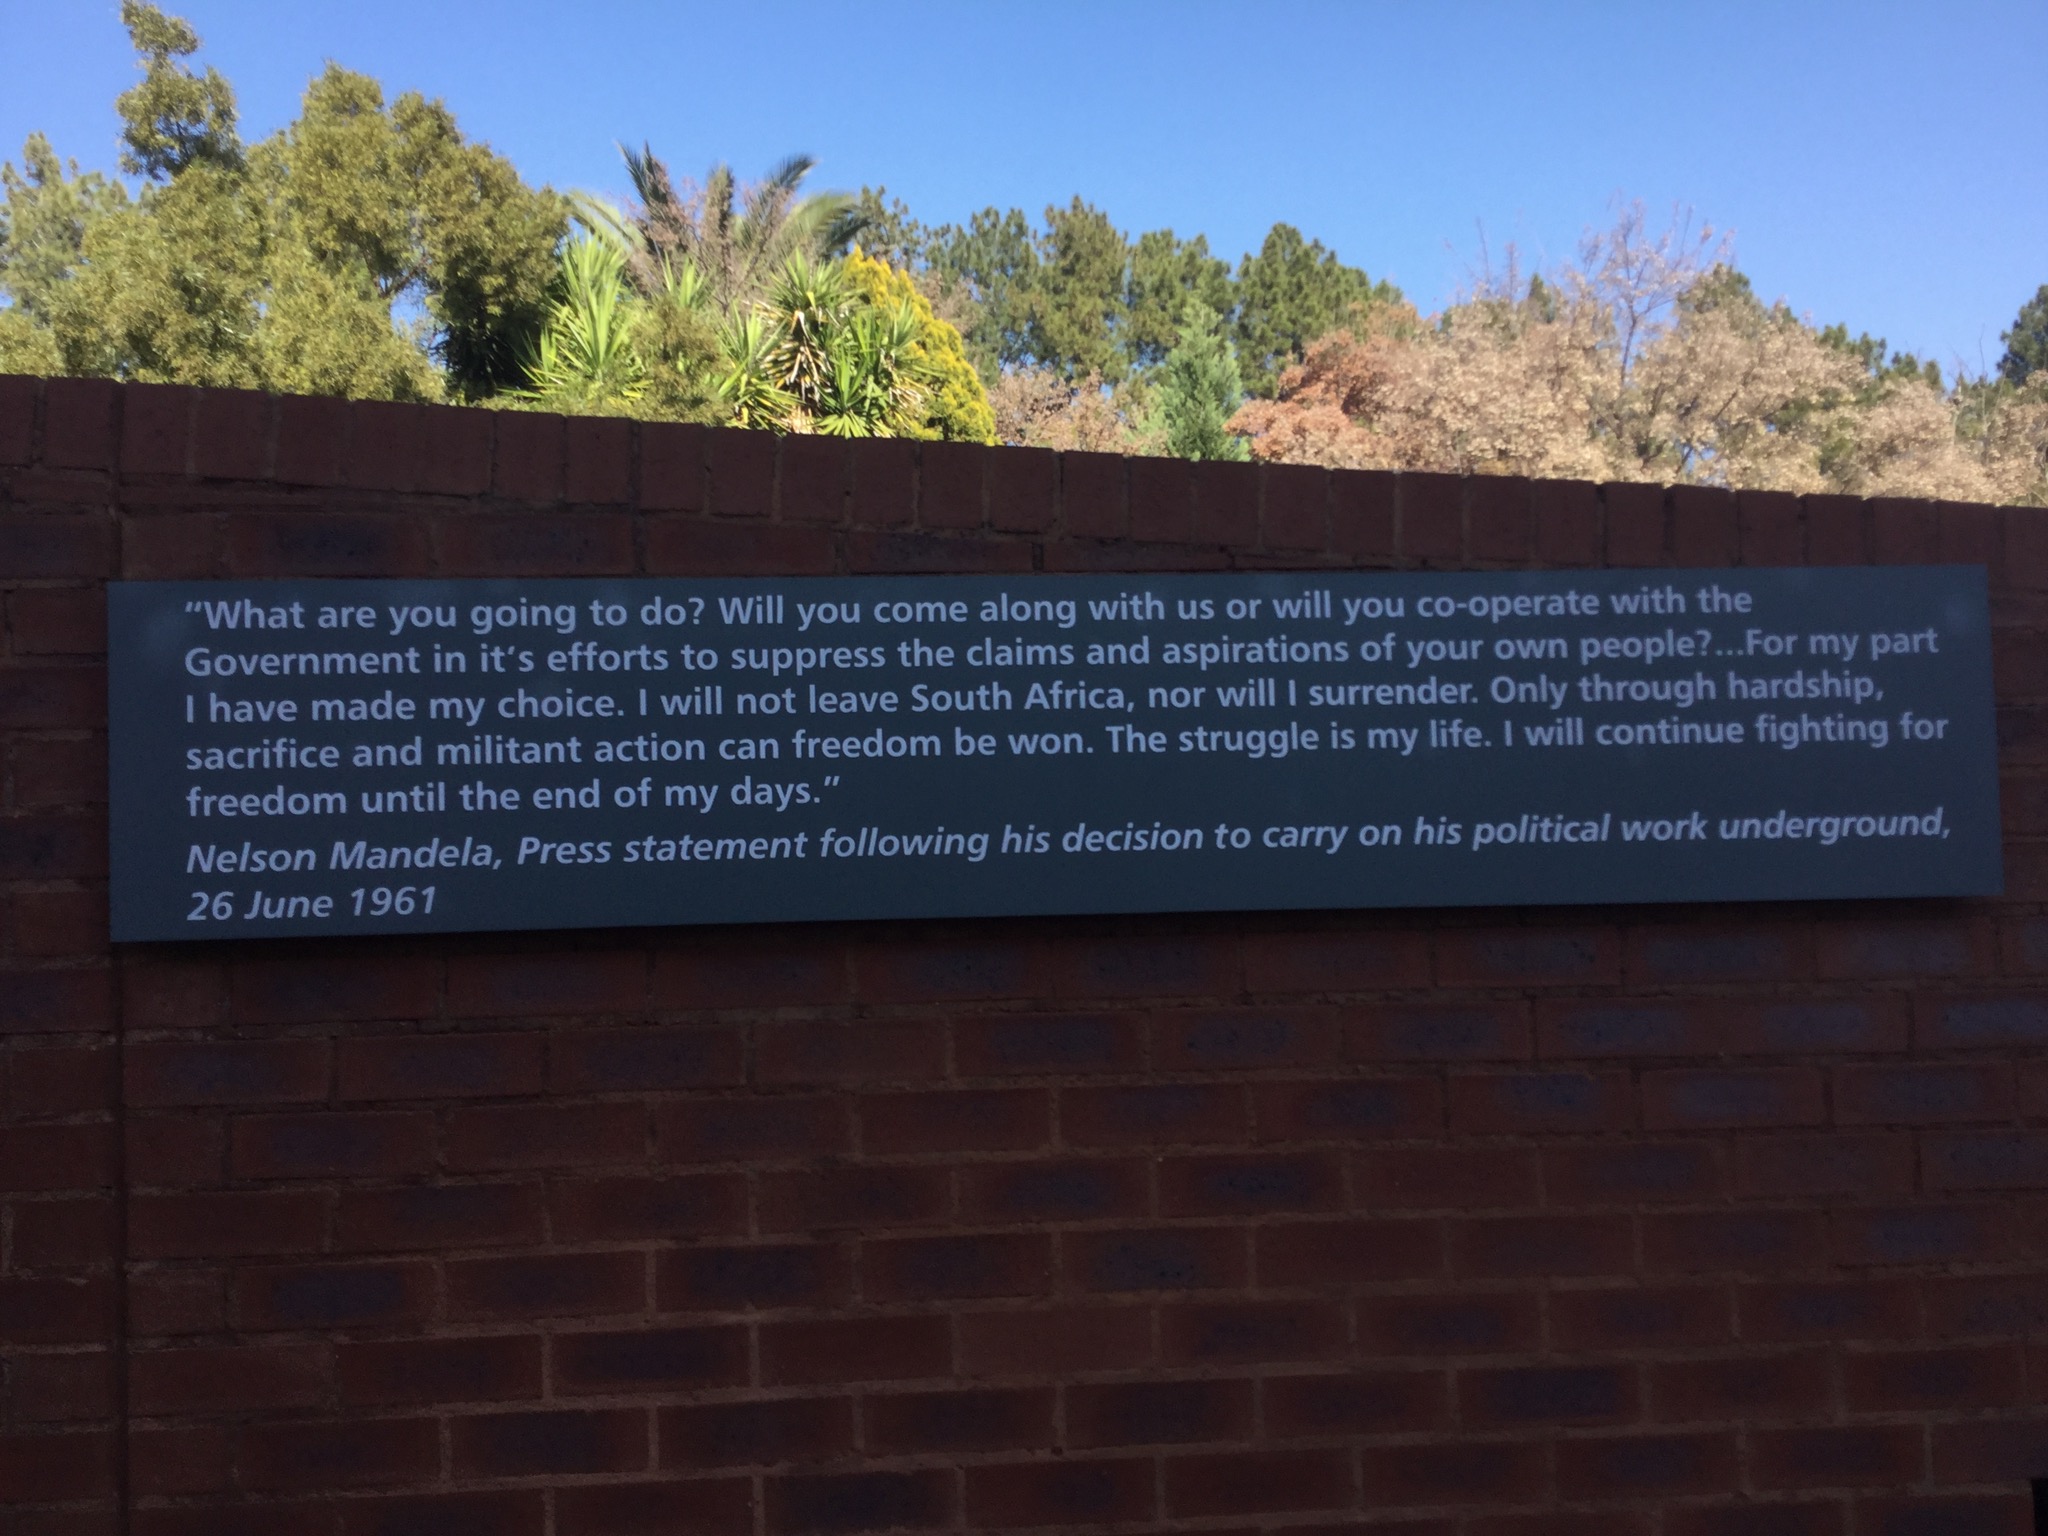 “What are you going to do? Will you come along with us or will you co-operate with the
Government in it‘s efforts to suppress the claims and aspirations of your own people?...For my part
I have made my choice. I will not leave South Africa, nor will I surrender. Only through hardship,
sacrifice and militant action can freedom be won. The struggle is my life. I will continue fighting for
freedom until the end of my days.”
Nelson Mandela, Press statement following his decision to carry on his political work underground,
26 June 1961